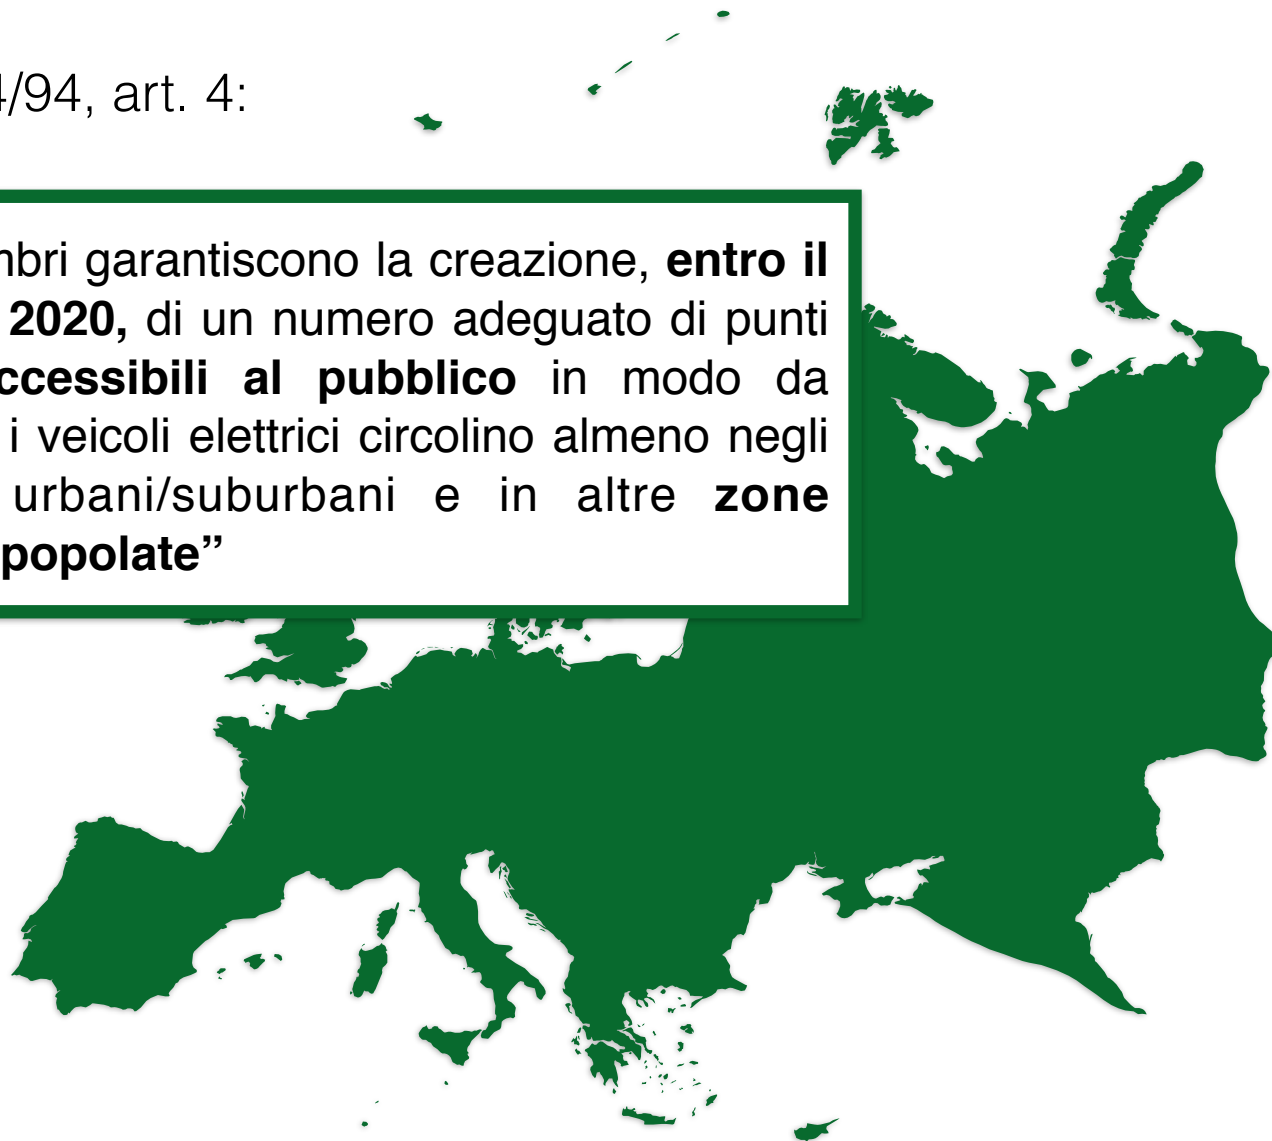 4/94, art. 4:
mbri garantiscono la creazione, entro il
2020, di un numero adeguato di punti
ccessibili al pubblico in modo da
i veicoli elettrici circolino almeno negli
urbani/suburbani e in altre zone
popolate”